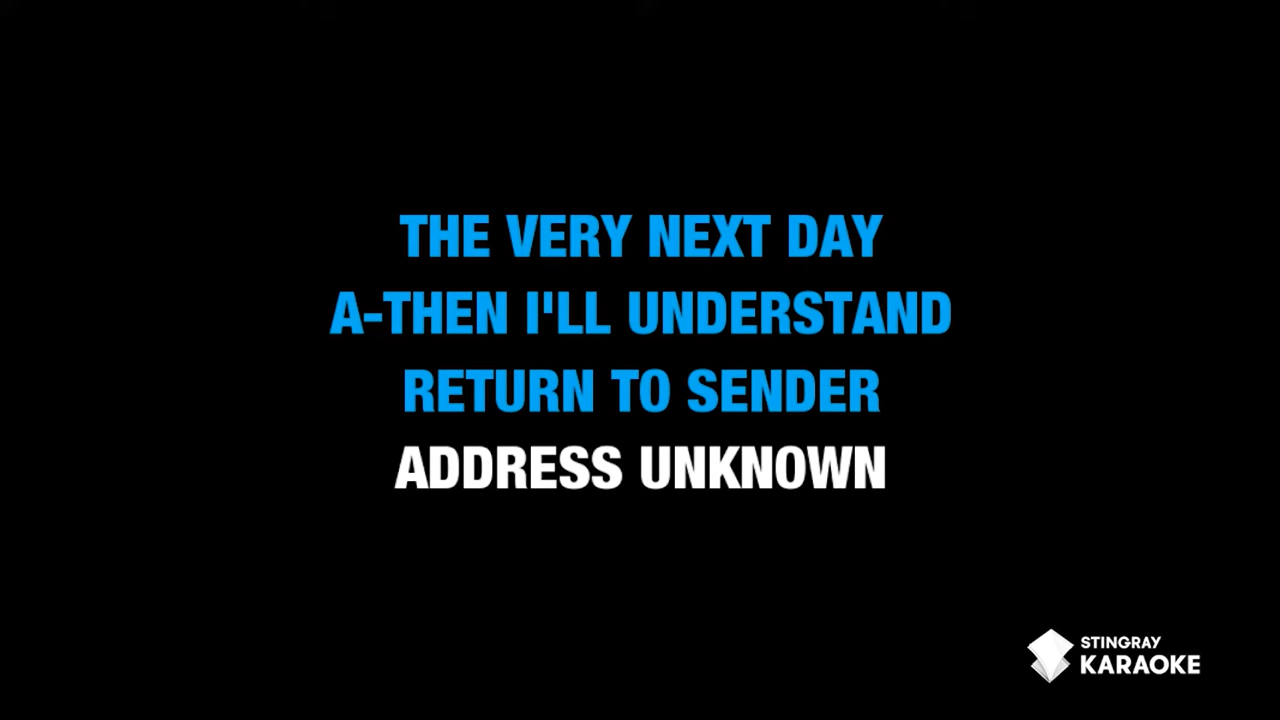 THE VERY NEXT DAY
A-THEN I'LL UNDERSTAND
RETURN TO SENDER
ADDRESS UNKNOWN
STINGRAY
KARAOKE